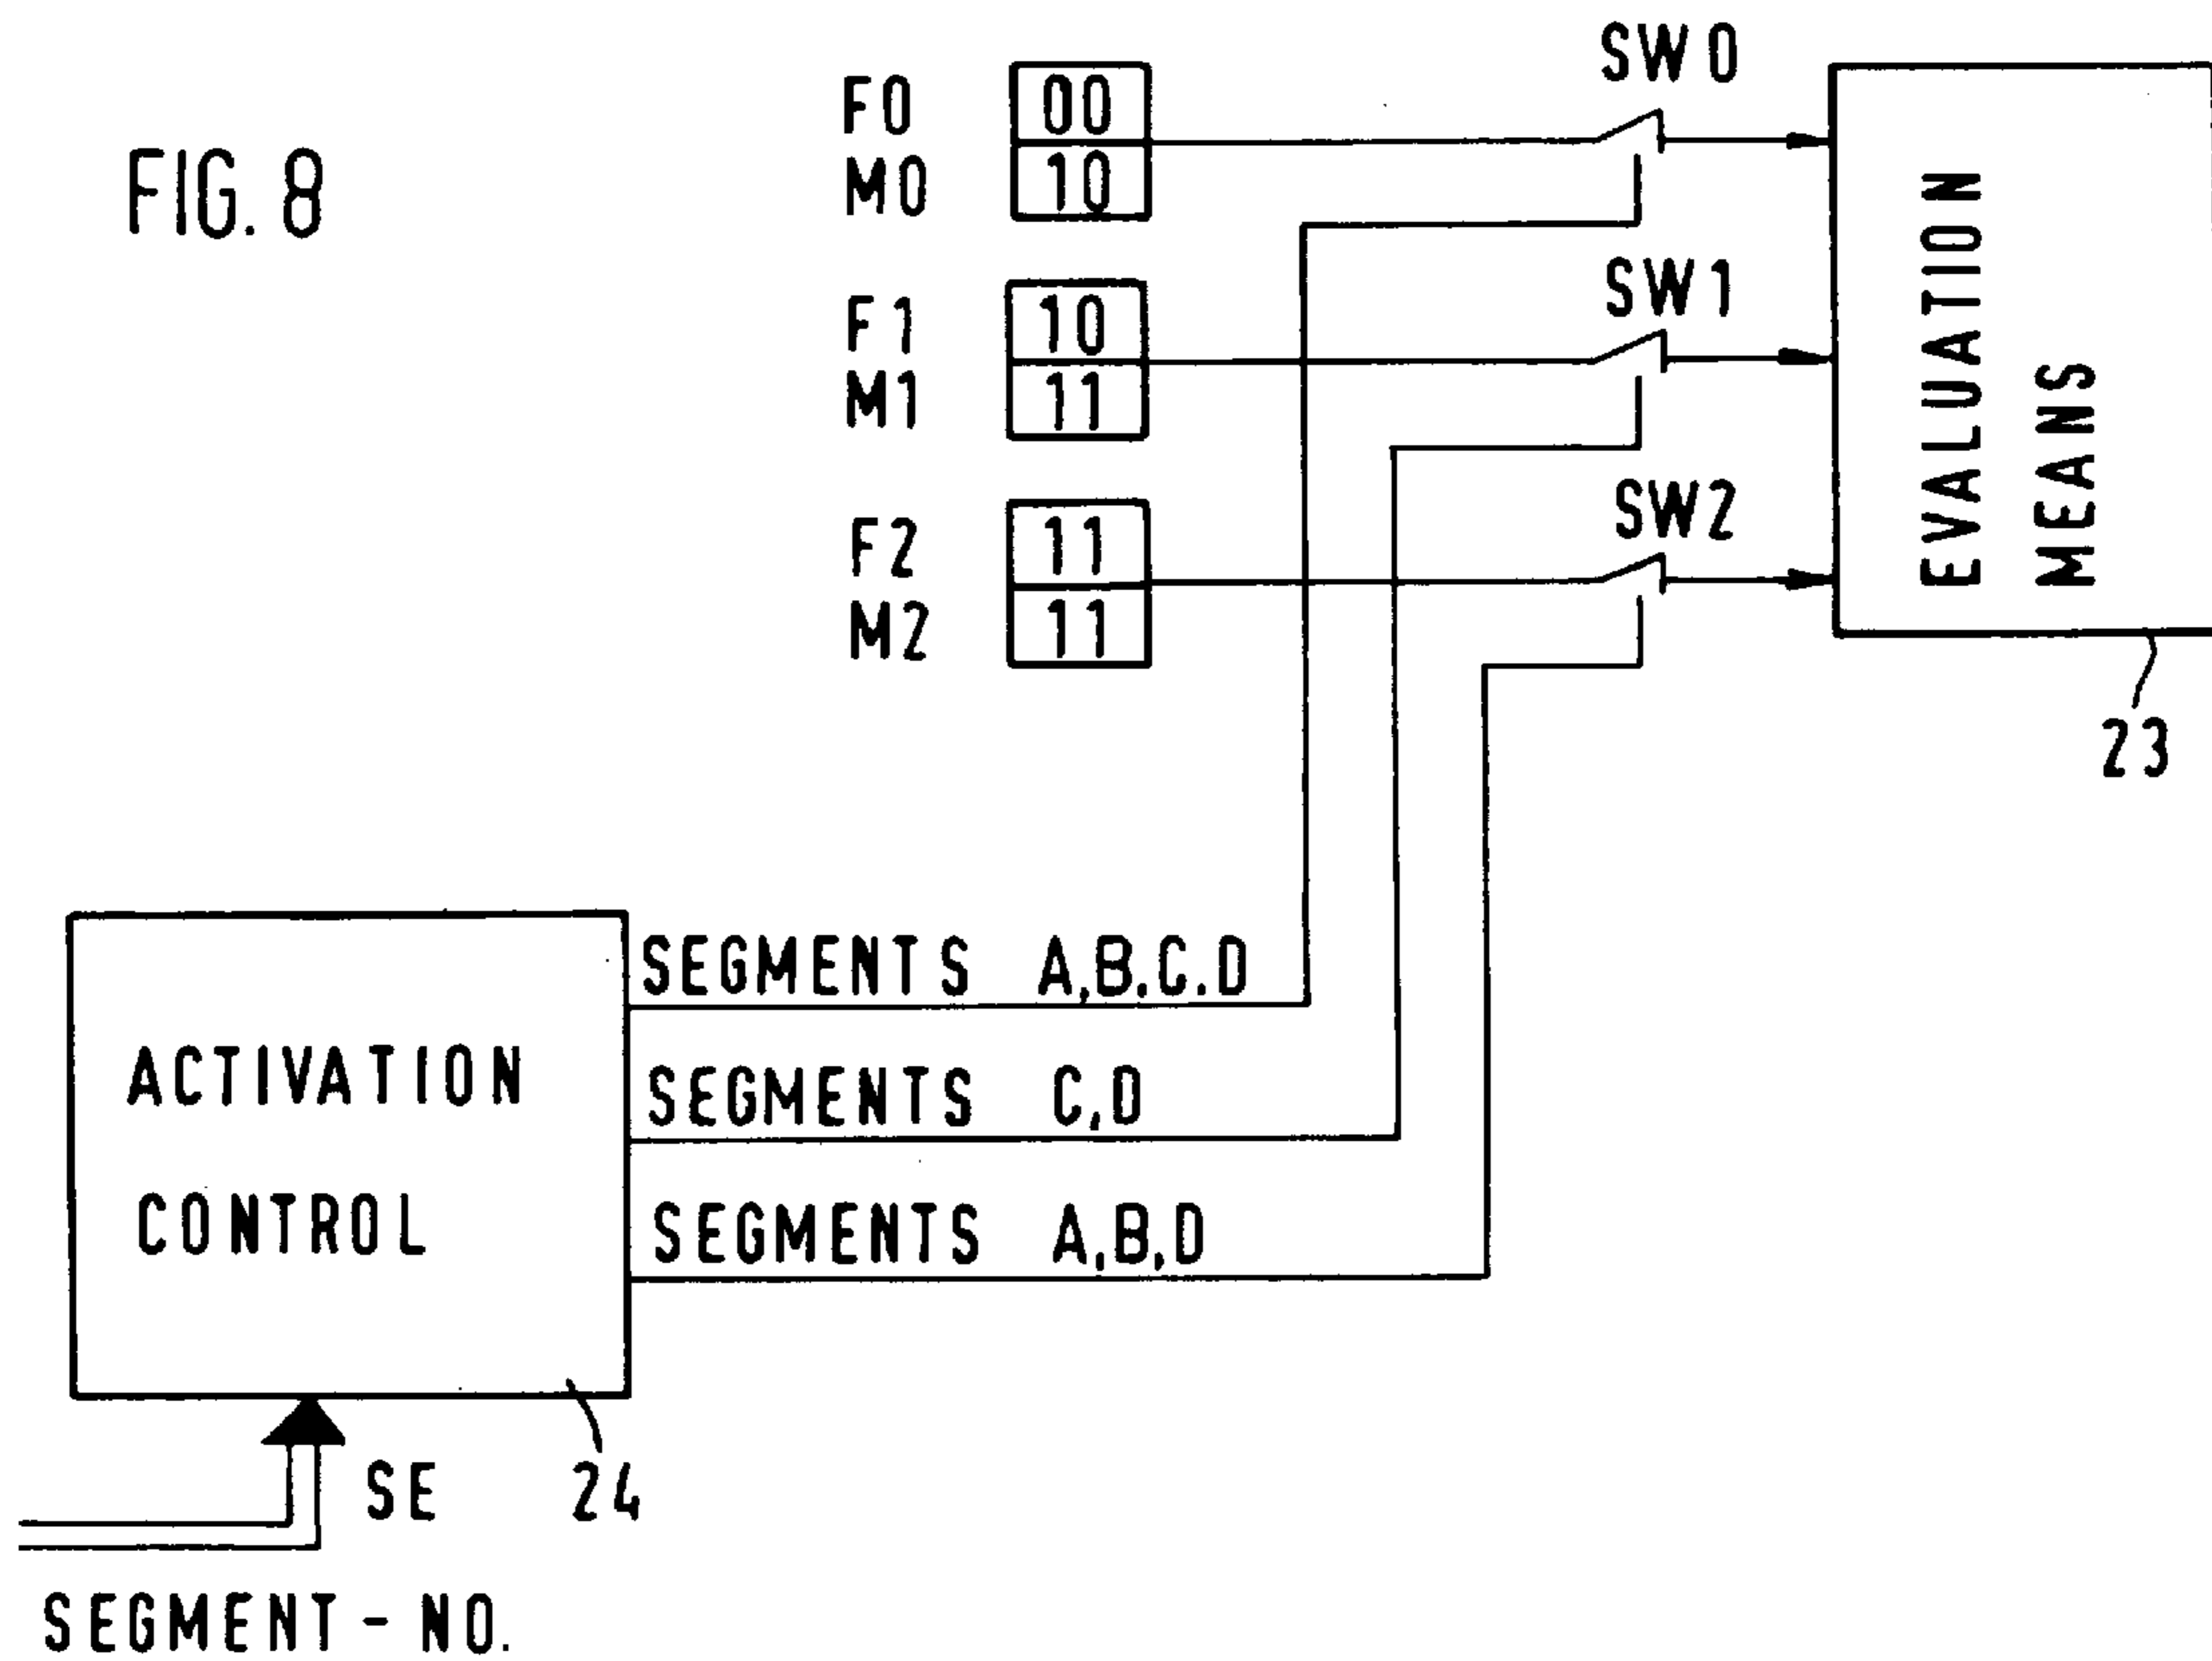 FIG. 8
F0 00 SW0
M0 10
F1 10 SW1
M1 11
F2 11 SW2
M2 11
EVALUATION
MEANS
23
ACTIVATION
CONTROL
SEGMENTS A,B,C,D
SEGMENTS C,D
SEGMENTS A,B,D
SE 24
SEGMENT - NO.